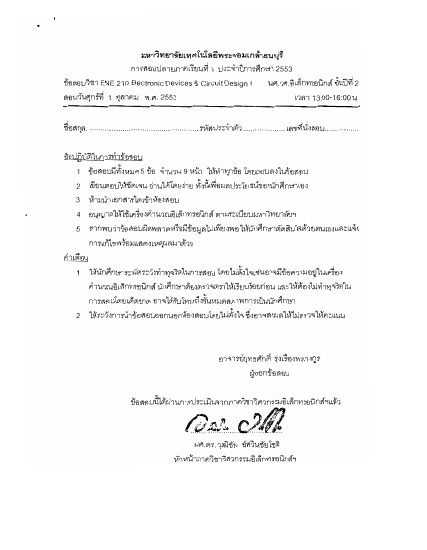 มหาวิทยาลัยเทคโนโลยีพระจอมเกล้าธนบุรี
การสอบปลายภาคเรียนที่ 1 ประจำปีการศึกษา 2553
ข้อสอบวิชา ENE 210 Electronic Devices & Circuit Design I นศ.วศ.อิเล็กทรอนิกส์ ชั้นปีที่ 2
สอบวันศุกร์ที่ 1 ตุลาคม พ.ศ. 2553 เวลา 13:00-16:00 น.
ชื่อสกุล ........................ รหัสประจำตัว ............ เลขที่นั่งสอบ ............
ข้อปฏิบัติในการทำข้อสอบ
1 ข้อสอบมีทั้งหมด 5 ข้อ จำนวน 9 หน้า ให้ทำทุกข้อ โดยตอบลงในข้อสอบ
2 เขียนตอบให้ชัดเจน อ่านได้โดยง่าย ทั้งนี้เพื่อผลประโยชน์ของนักศึกษาเอง
3 ห้ามนำเอกสารใดเข้าห้องสอบ
4 อนุญาตให้ใช้เครื่องคำนวณอิเล็กทรอนิกส์ ตามระเบียบมหาวิทยาลัยฯ
5 หากพบว่าข้อสอบผิดพลาดหรือมีข้อมูลไม่เพียงพอ ให้นักศึกษาตัดสินใจด้วยตนเองและแจ้ง
การแก้ไขพร้อมแสดงเหตุผลมาด้วย
คำเตือน
1 ให้นักศึกษาระมัดระวังทำทุจริตในการสอบ โดยไม่ตั้งใจ เช่นอาจมีข้อความอยู่ในเครื่อง
คำนวณอิเล็กทรอนิกส์ นักศึกษาต้องตรวจตราให้เรียบร้อยก่อน และให้ต้องไม่ทำทุจริตใน
การสอบโดยเด็ดขาด อาจได้รับโทษถึงขั้นหมดสภาพการเป็นนักศึกษา
2 ให้ระวังการนำข้อสอบออกนอกห้องสอบโดยไม่ตั้งใจ ซึ่งอาจส่งผลให้ไม่ตรวจให้คะแนน
อาจารย์ยุทธศักดิ์ รุ่งเรืองพลางกูร
ผู้ออกข้อสอบ
ข้อสอบนี้ได้ผ่านการประเมินจากภาควิชาวิศวกรรมอิเล็กทรอนิกส์ฯแล้ว
ผศ.ดร.วุฒิชัย อัศวินชัยโชติ
หัวหน้าภาควิชาวิศวกรรมอิเล็กทรอนิกส์ฯ